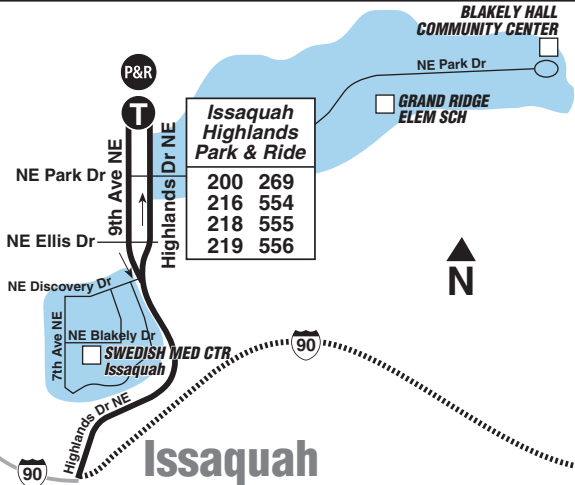 BLAKELY HALL
COMMUNITY CENTER
P&R
NE Park Dr
T
GRAND RIDGE
ELEM SCH
Issaquah
Highlands
Park & Ride
200 269
216 554
218 555
219 556
9th Ave NE
Highlands Dr NE
NE Park Dr
NE Ellis Dr
N
NE Discovery Dr
7th Ave NE
NE Blakely Dr
SWEDISH MED CTR
Issaquah
90
Highlands Dr NE
Issaquah
90